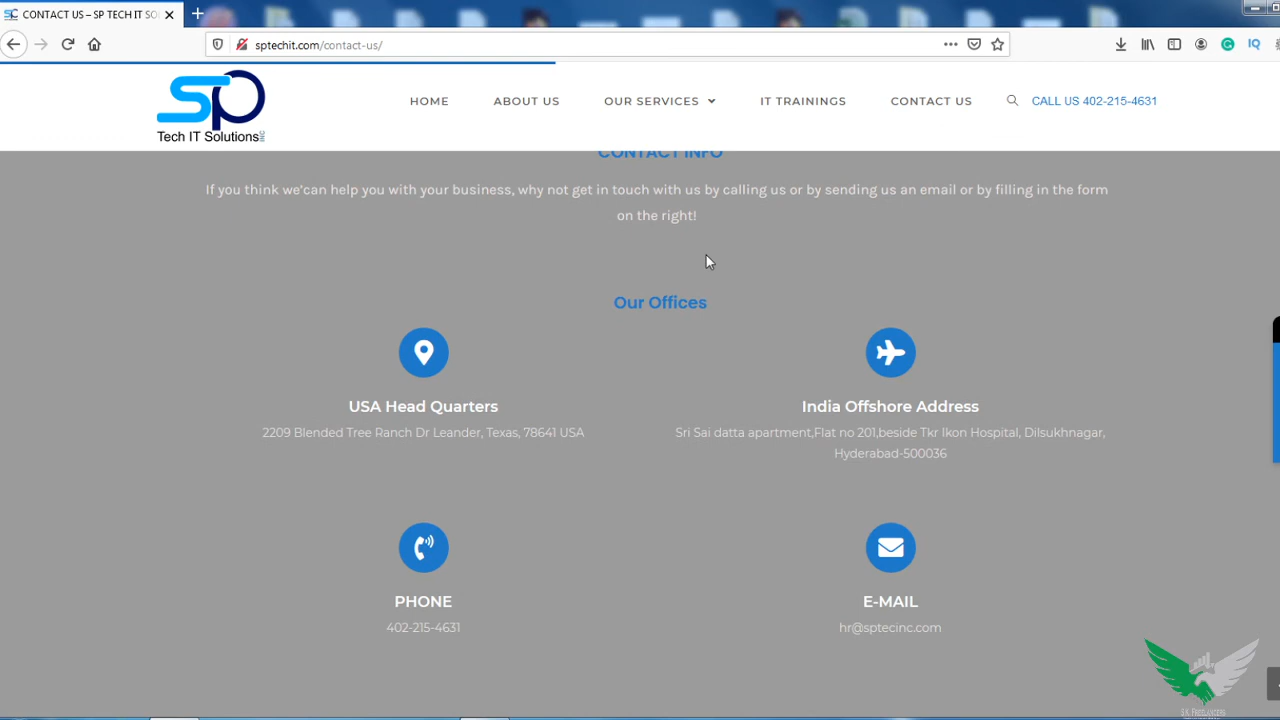 CONTACT US – SP TECH IT SO
sptechit.com/contact-us/
SP
Tech IT Solutions INC
HOME ABOUT US OUR SERVICES IT TRAININGS CONTACT US CALL US 402-215-4631
CONTACT INFO
If you think we'can help you with your business, why not get in touch with us by calling us or by sending us an email or by filling in the form
on the right!
Our Offices
USA Head Quarters
2209 Blended Tree Ranch Dr Leander, Texas, 78641 USA
India Offshore Address
Sri Sai datta apartment,Flat no 201,beside Tkr Ikon Hospital, Dilsukhnagar,
Hyderabad-500036
PHONE
402-215-4631
E-MAIL
hr@sptecinc.com
S.K. FREELANCERS